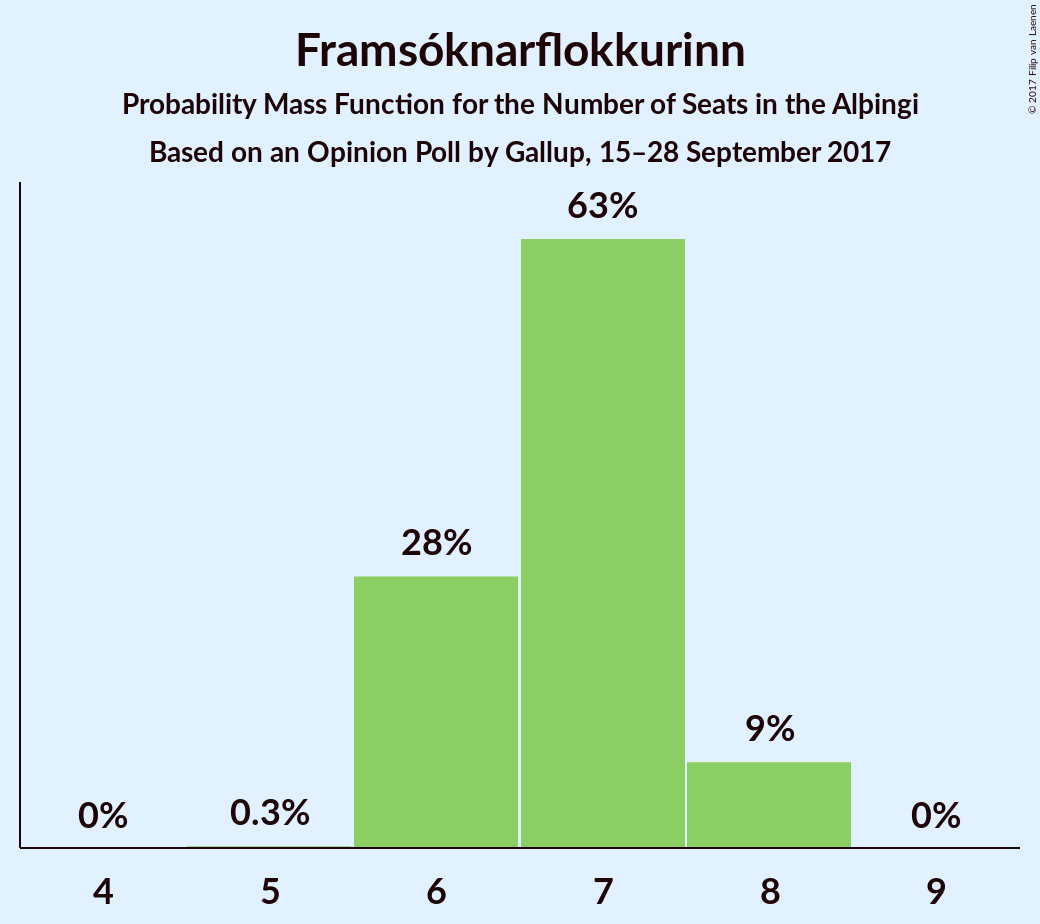 Framsóknarflokkurinn
Probability Mass Function for the Number of Seats in the Alþingi
Based on an Opinion Poll by Gallup, 15–28 September 2017
© 2017 Filip van Laenen
63%
28%
9%
0%
0.3%
0%
4 5 6 7 8 9